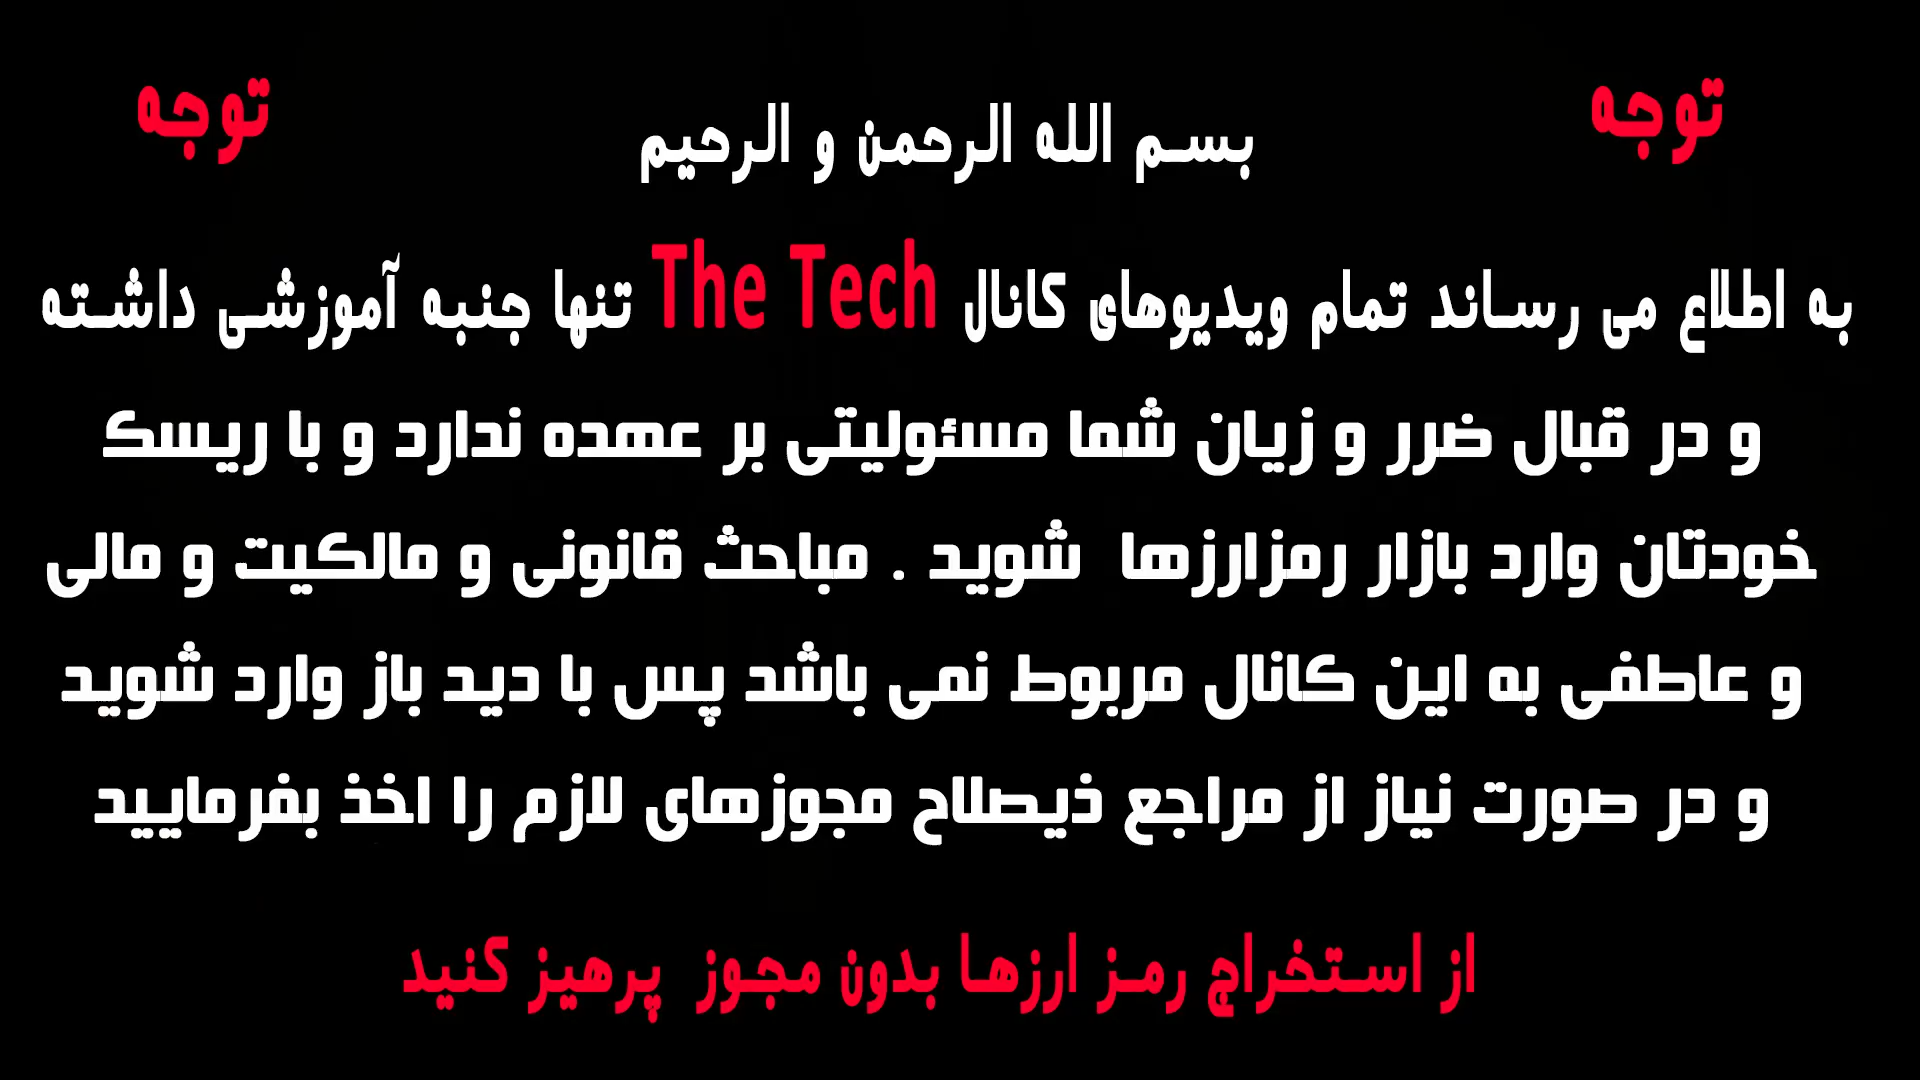 توجه
توجه
بسم الله الرحمن و الرحیم
به اطلاع می رساند تمام ویدیوهای کانال The Tech تنها جنبه آموزشی داشته
و در قبال ضرر و زیان شما مسئولیتی بر عهده ندارد و با ریسک
خودتان وارد بازار رمزارزها شوید . مباحث قانونی و مالکیت و مالی
و عاطفی به این کانال مربوط نمی باشد پس با دید باز وارد شوید
و در صورت نیاز از مراجع ذیصلاح مجوزهای لازم را اخذ بفرمایید
از استخراج رمز ارزها بدون مجوز پرهیز کنید